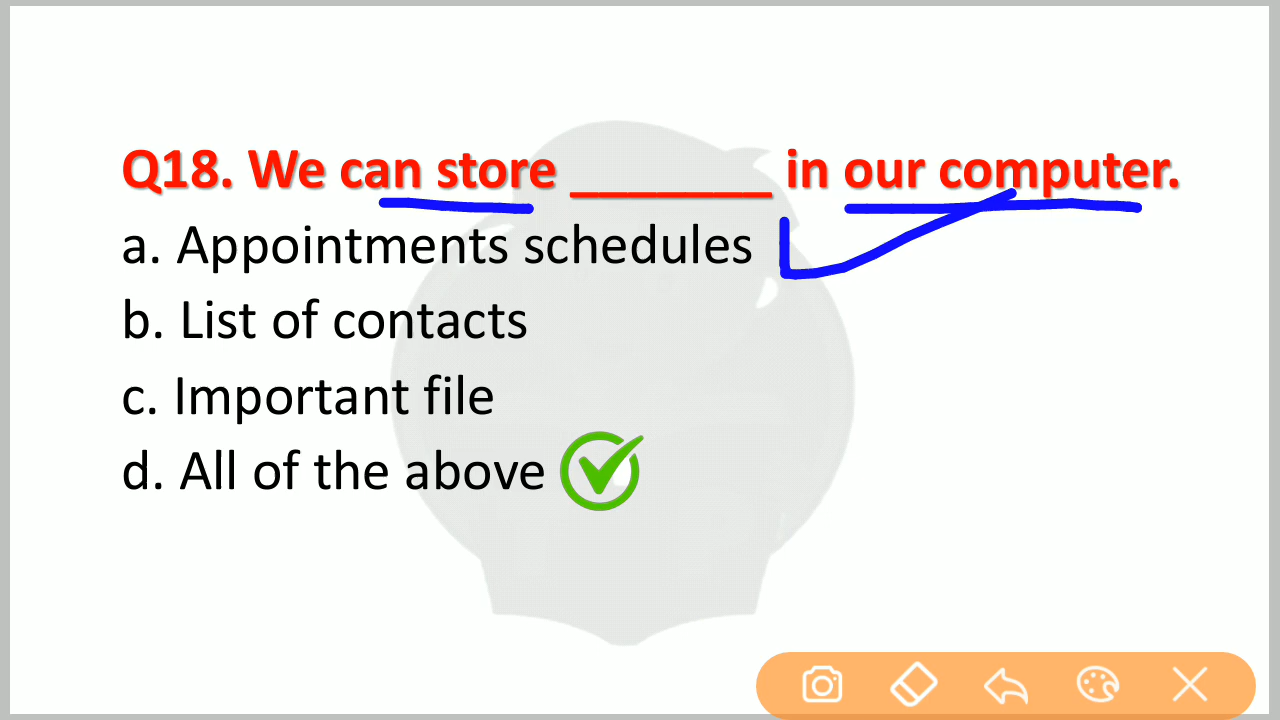 Q18. We can store _______ in our computer.
a. Appointments schedules
b. List of contacts
c. Important file
d. All of the above